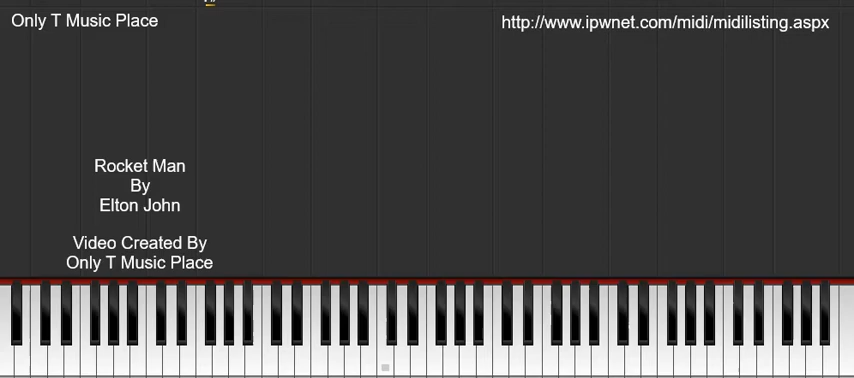 Only T Music Place
http://www.ipwnet.com/midi/midilisting.aspx
Rocket Man
By
Elton John
Video Created By
Only T Music Place